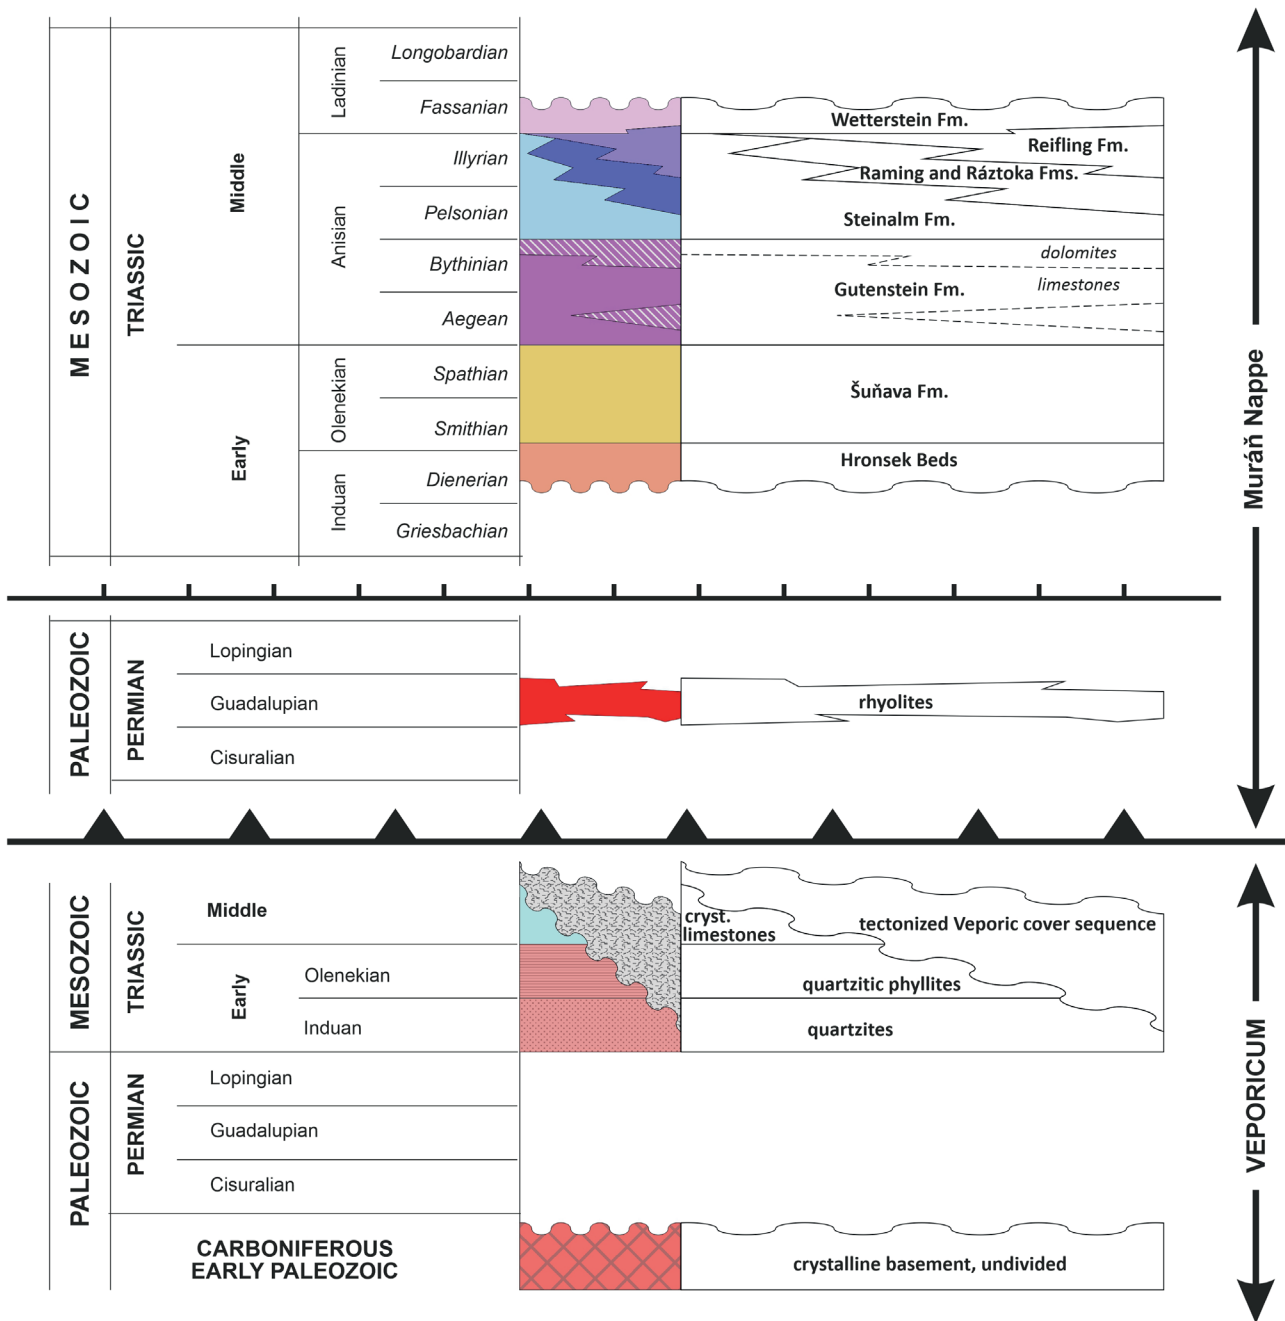 MESOZOIC
TRIASSIC
Middle
Ladinian
Longobardian
Fassanian
Anisian
Illyrian
Pelsonian
Bythinian
Aegean
Early
Olenekian
Spathian
Smithian
Induan
Dienerian
Griesbachian
Wetterstein Fm.
Reifling Fm.
Raming and Ráztoka Fms.
Steinalm Fm.
dolomites
limestones
Gutenstein Fm.
Šuňava Fm.
Hronsek Beds
Muráň Nappe
PALEOZOIC
PERMIAN
Lopingian
Guadalupian
Cisuralian
rhyolites
MESOZOIC
TRIASSIC
Middle
Early
Olenekian
Induan
cryst.
limestones
tectonized Veporic cover sequence
quartzitic phyllites
quartzites
VEPORICUM
PALEOZOIC
PERMIAN
Lopingian
Guadalupian
Cisuralian
CARBONIFEROUS
EARLY PALEOZOIC
crystalline basement, undivided